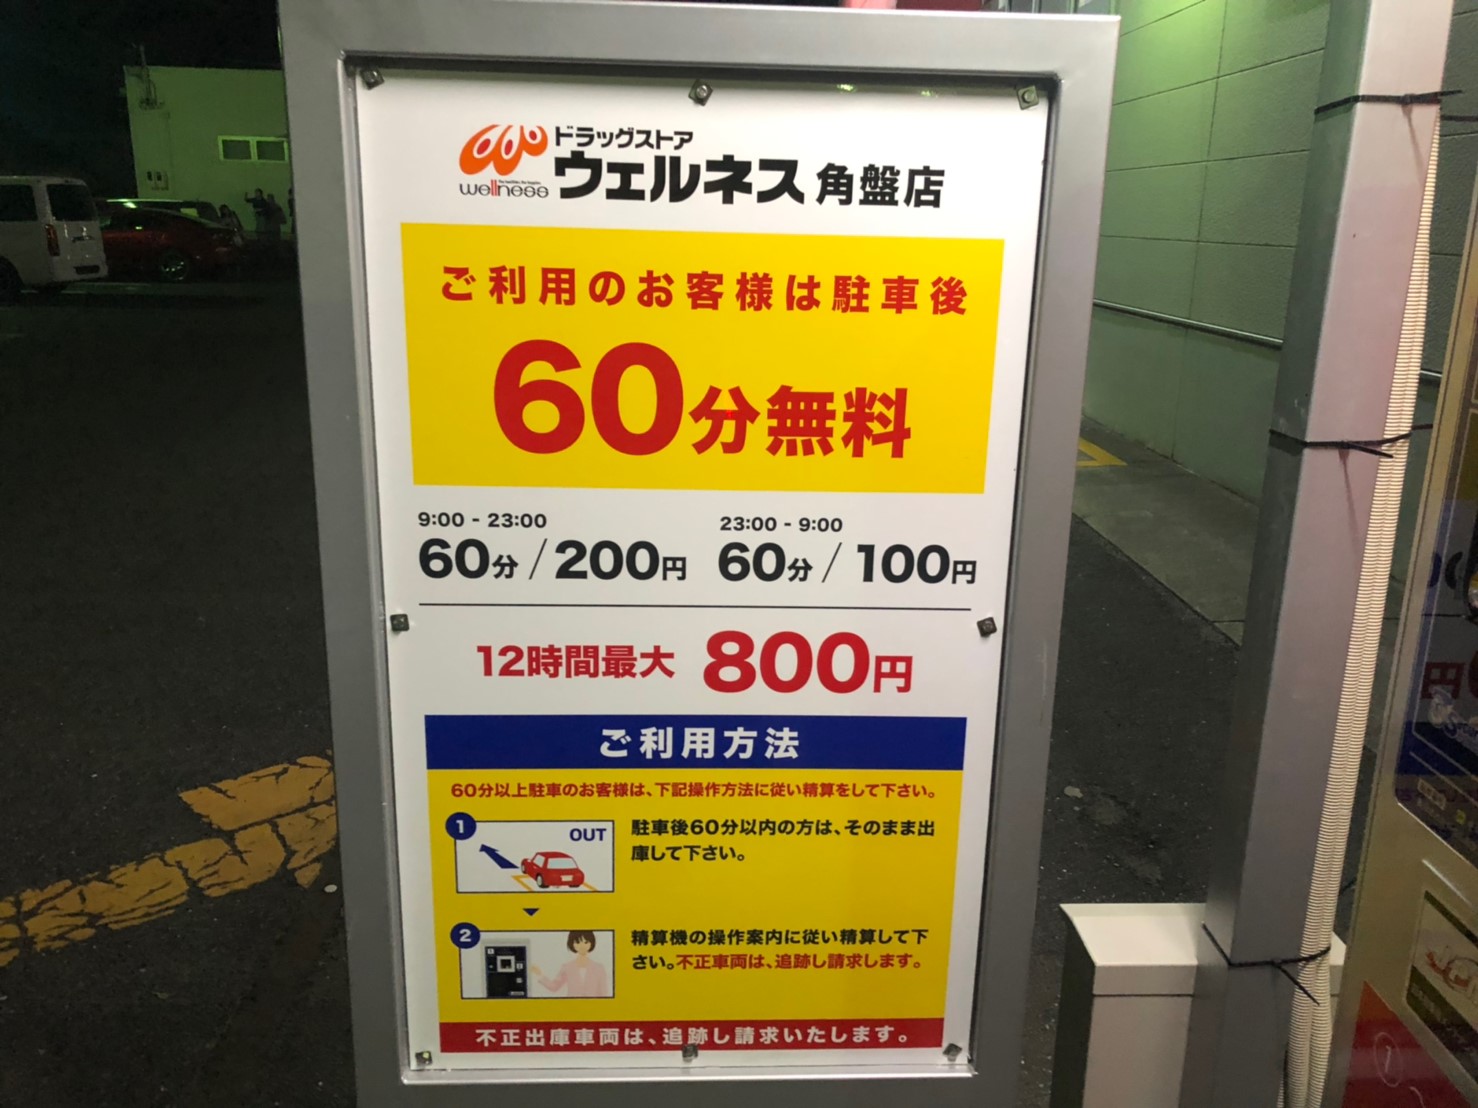 ドラッグストア
wellness
ウェルネス 角盤店
ご利用のお客様は駐車後
60分無料
9:00 - 23:00
60分 / 200円
23:00 - 9:00
60分 / 100円
12時間最大 800円
ご利用方法
60分以上駐車のお客様は、下記操作方法に従い精算をして下さい。
1
OUT
駐車後60分以内の方は、そのまま出
庫して下さい。
2
精算機の操作案内に従い精算して下
さい。不正車両は、追跡し請求します。
不正出庫車両は、追跡し請求いたします。
円